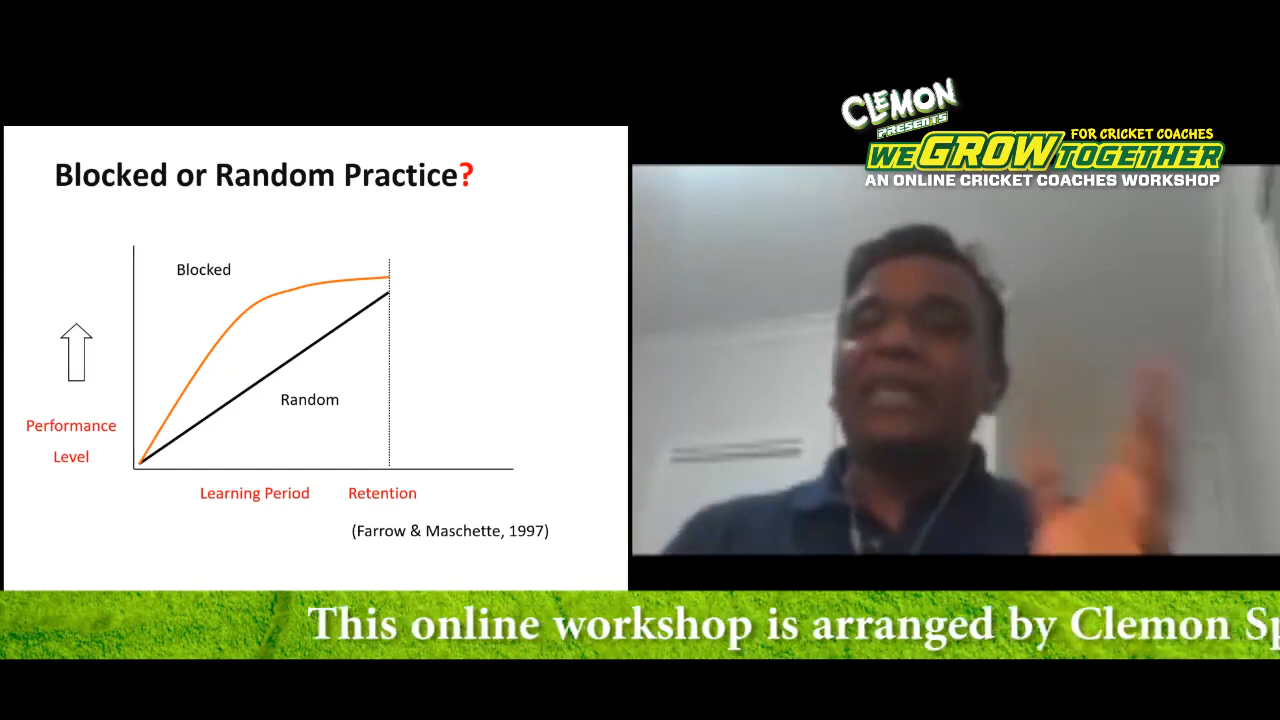 CLEMON
PRESENTS
FOR CRICKET COACHES
WE GROW TOGETHER
AN ONLINE CRICKET COACHES WORKSHOP
Blocked or Random Practice?
Blocked
Random
Performance
Level
Learning Period
Retention
(Farrow & Maschette, 1997)
This online workshop is arranged by Clemon Sp